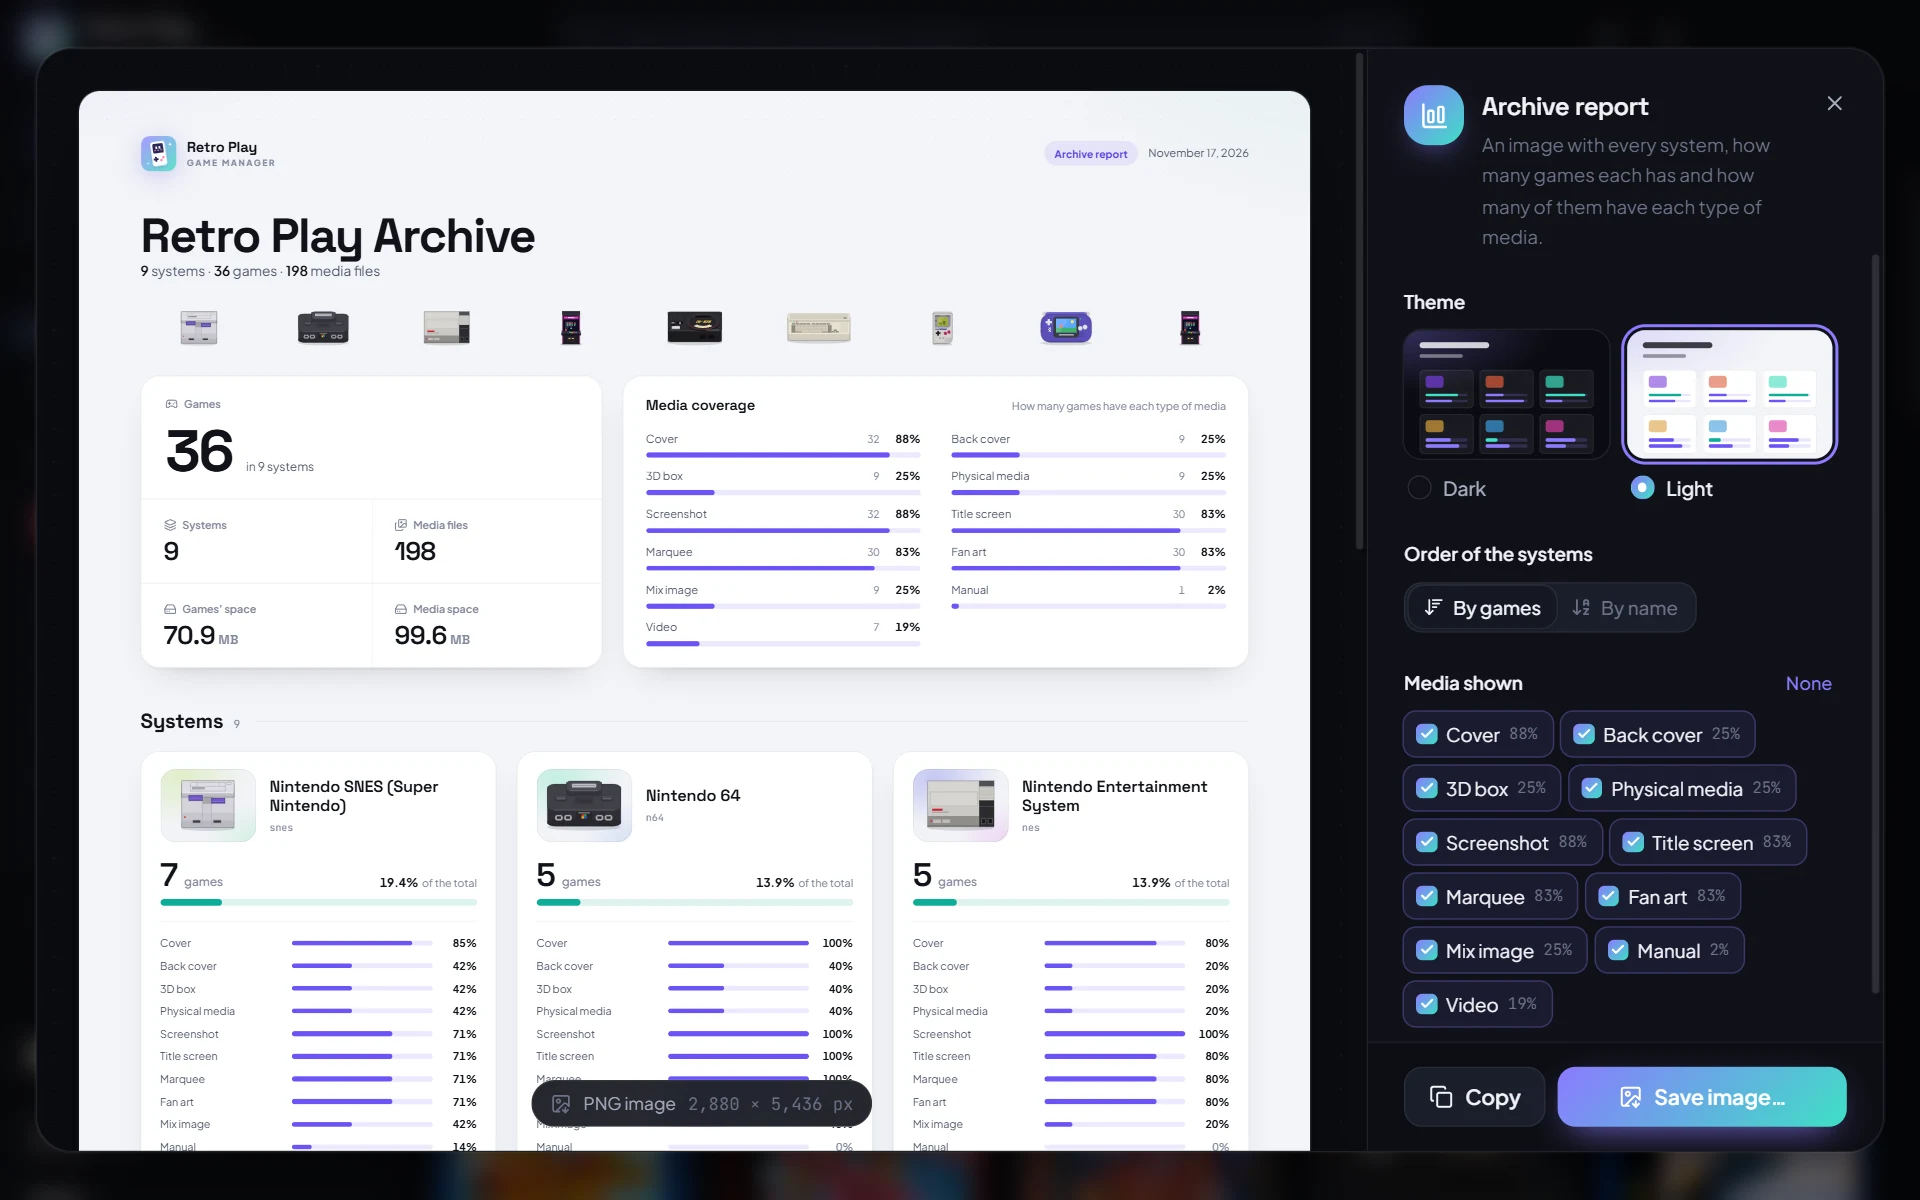 Retro Play
GAME MANAGER
Archive report
November 17, 2026
Retro Play Archive
9 systems · 36 games · 198 media files
Games
36 in 9 systems
Systems
9
Media files
198
Games' space
70.9 MB
Media space
99.6 MB
Media coverage
How many games have each type of media
Cover 32 88%
Back cover 9 25%
3D box 9 25%
Physical media 9 25%
Screenshot 32 88%
Title screen 30 83%
Marquee 30 83%
Fan art 30 83%
Mix image 9 25%
Manual 1 2%
Video 7 19%
Systems 9
Nintendo SNES (Super
Nintendo)
snes
7 games
19.4% of the total
Cover 85%
Back cover 42%
3D box 42%
Physical media 42%
Screenshot 71%
Title screen 71%
Marquee 71%
Fan art 71%
Mix image 42%
Manual 14%
Nintendo 64
n64
5 games
13.9% of the total
Cover 100%
Back cover 40%
3D box 40%
Physical media 40%
Screenshot 100%
Title screen 100%
Marquee 100%
Manual 0%
Nintendo Entertainment
System
nes
5 games
13.9% of the total
Cover 80%
Back cover 20%
3D box 20%
Physical media 20%
Screenshot 100%
Title screen 80%
Marquee 80%
Fan art 80%
Mix image 20%
Manual 0%
PNG image 2,880 × 5,436 px
Archive report
An image with every system, how
many games each has and how
many of them have each type of
media.
Theme
Dark
Light
Order of the systems
By games
By name
Media shown
None
Cover 88%
Back cover 25%
3D box 25%
Physical media 25%
Screenshot 88%
Title screen 83%
Marquee 83%
Fan art 83%
Mix image 25%
Manual 2%
Video 19%
Copy
Save image...